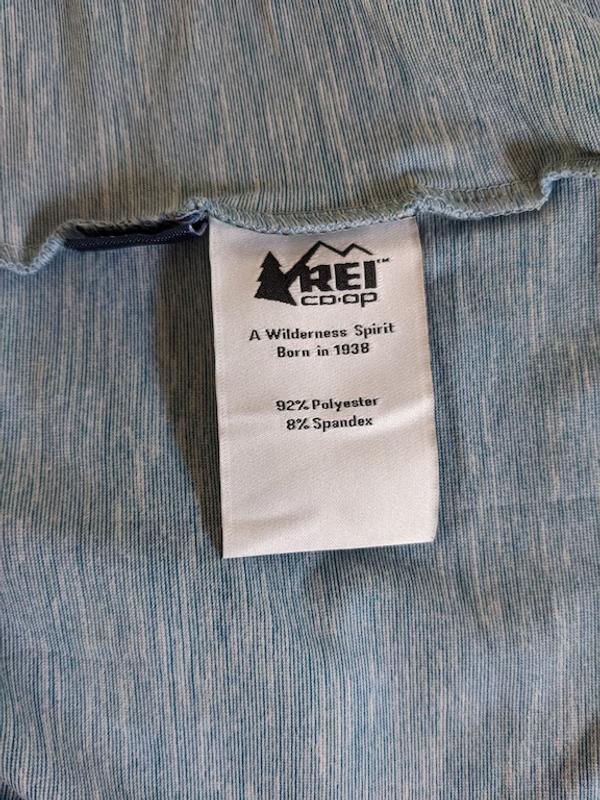 REI™
co·op
A Wilderness Spirit
Born in 1938
92% Polyester
8% Spandex